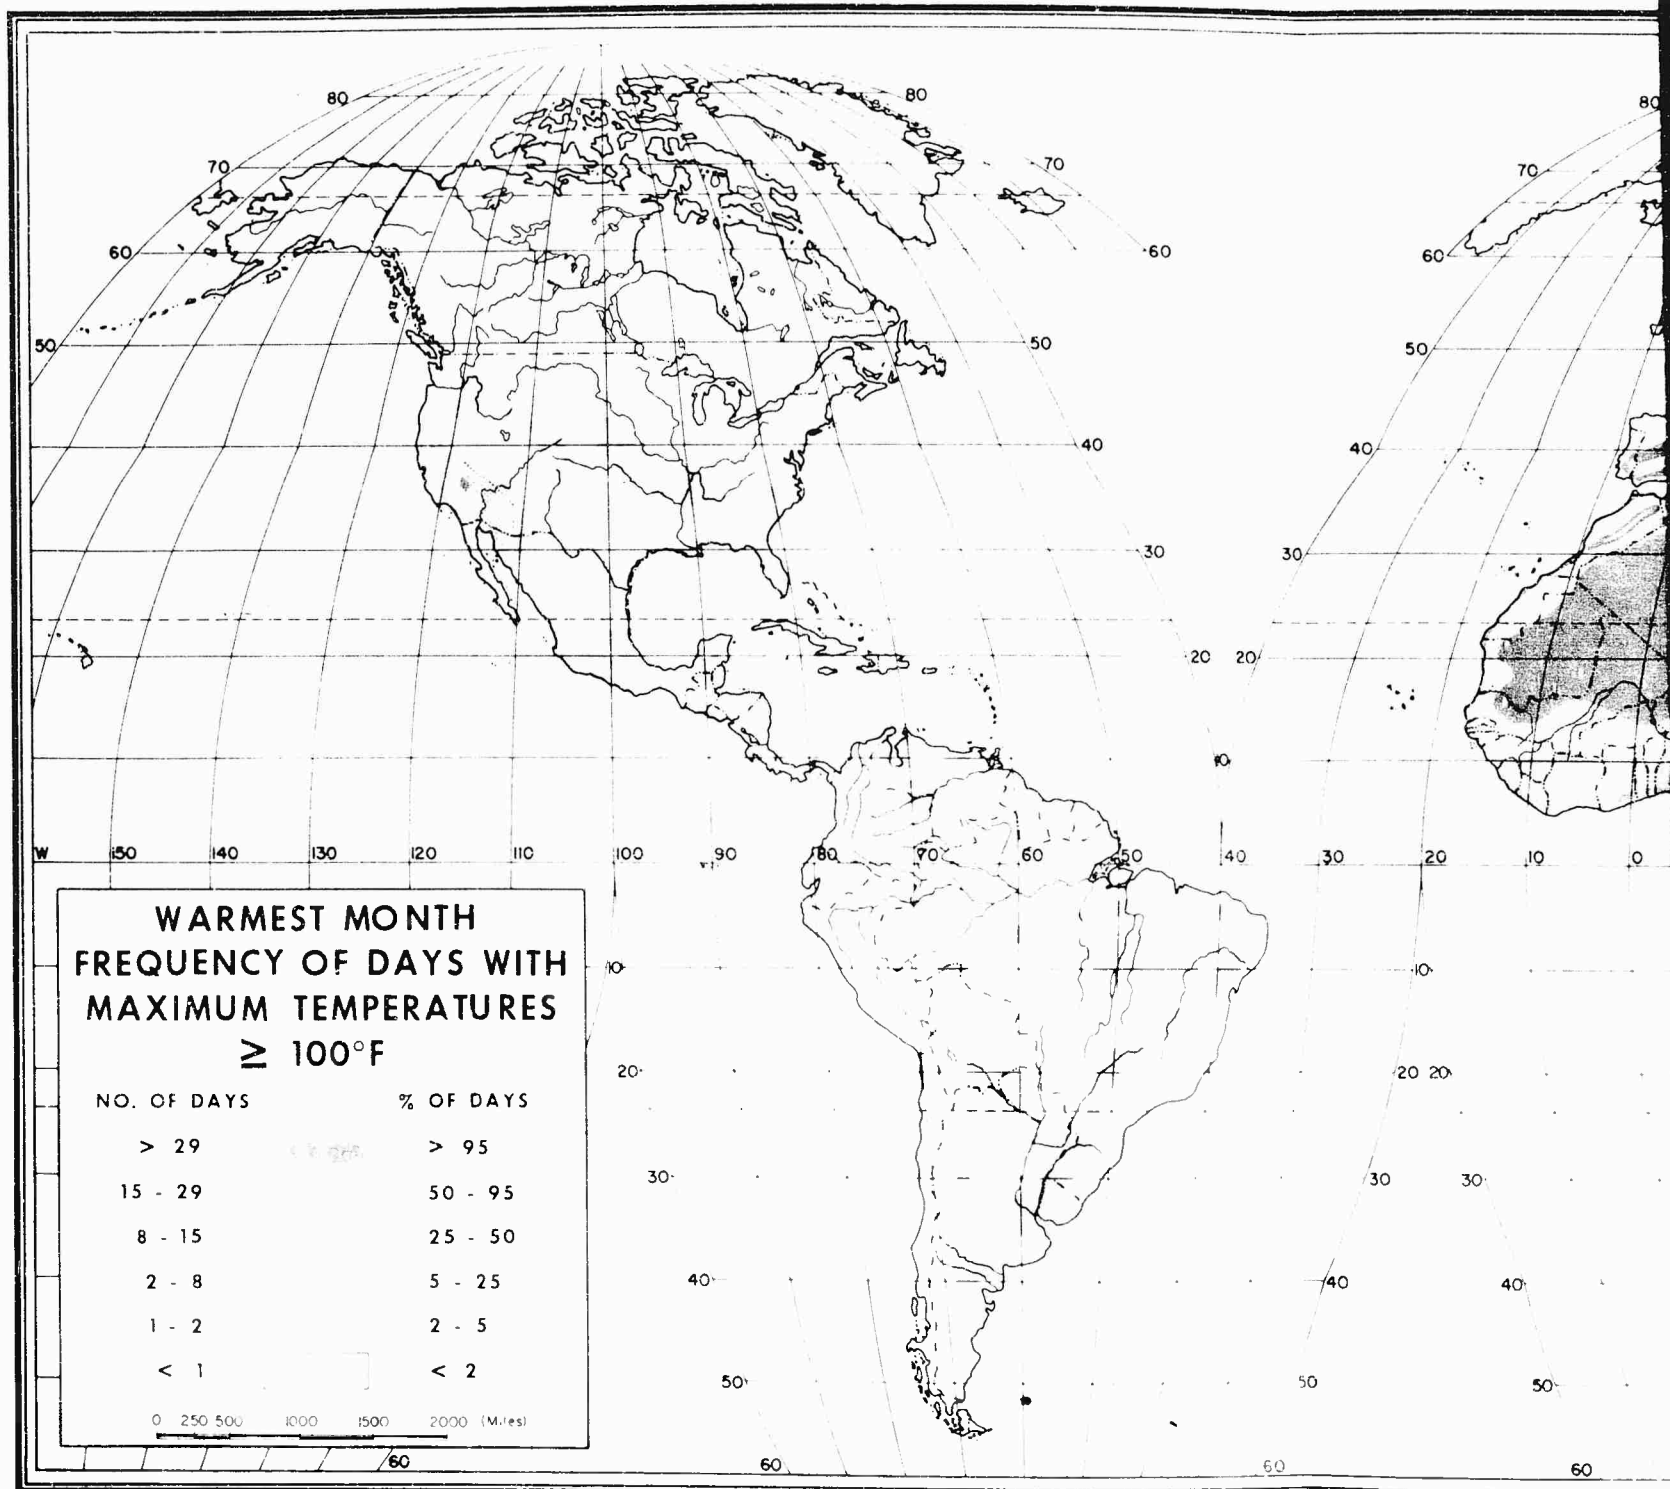 80 80 80
70 70 70
60 60 60
50 50 50
40 40
30 30
20 20
10
W 150 140 130 120 110 100 90 80 70 60 50 40 30 20 10 0
WARMEST MONTH
FREQUENCY OF DAYS WITH
MAXIMUM TEMPERATURES
≥ 100°F
NO. OF DAYS % OF DAYS
> 29 > 95
15 - 29 50 - 95
8 - 15 25 - 50
2 - 8 5 - 25
1 - 2 2 - 5
< 1 < 2
0 250 500 1000 1500 2000 (Miles)
10 10
20 20 20
30 30 30
40 40 40
50 50 50
60 60 60 60